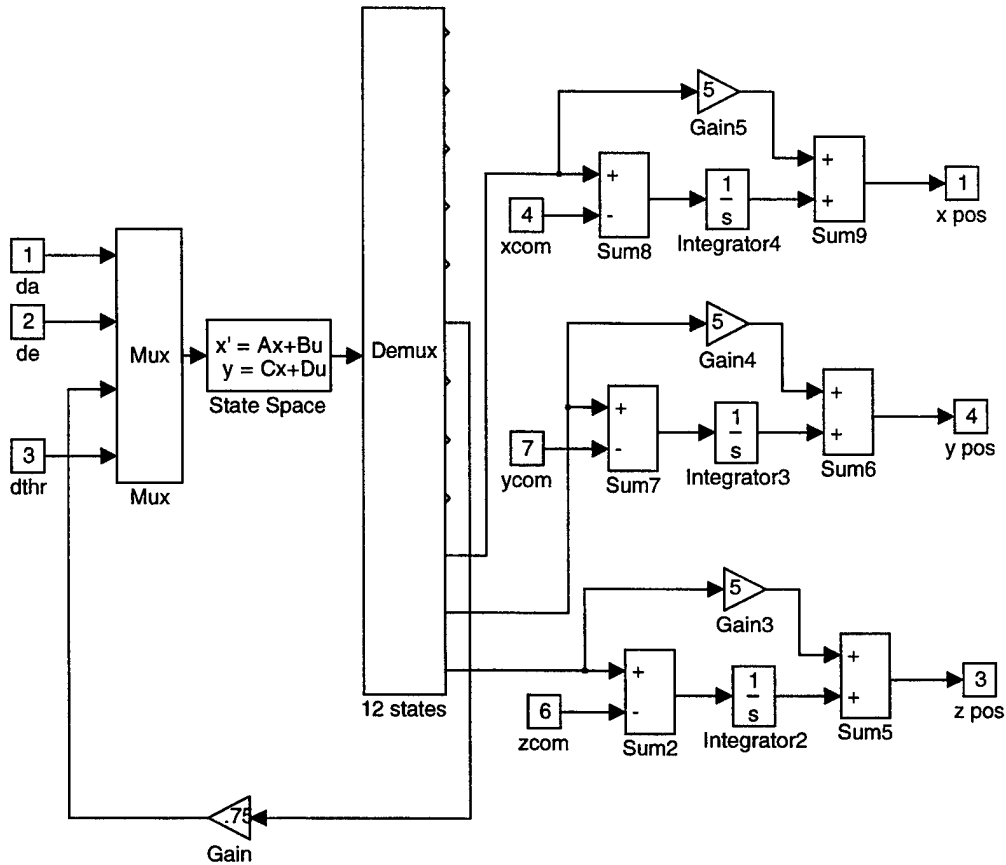 5
Gain5
+
+
1
x pos
Sum9
+
-
Sum8
1
s
Integrator4
4
xcom
1
da
2
de
3
dthr
Mux
Mux
x' = Ax+Bu
y = Cx+Du
State Space
Demux
12 states
5
Gain4
+
+
4
y pos
Sum6
+
-
Sum7
1
s
Integrator3
7
ycom
5
Gain3
+
+
3
z pos
Sum5
+
-
Sum2
1
s
Integrator2
6
zcom
.75
Gain